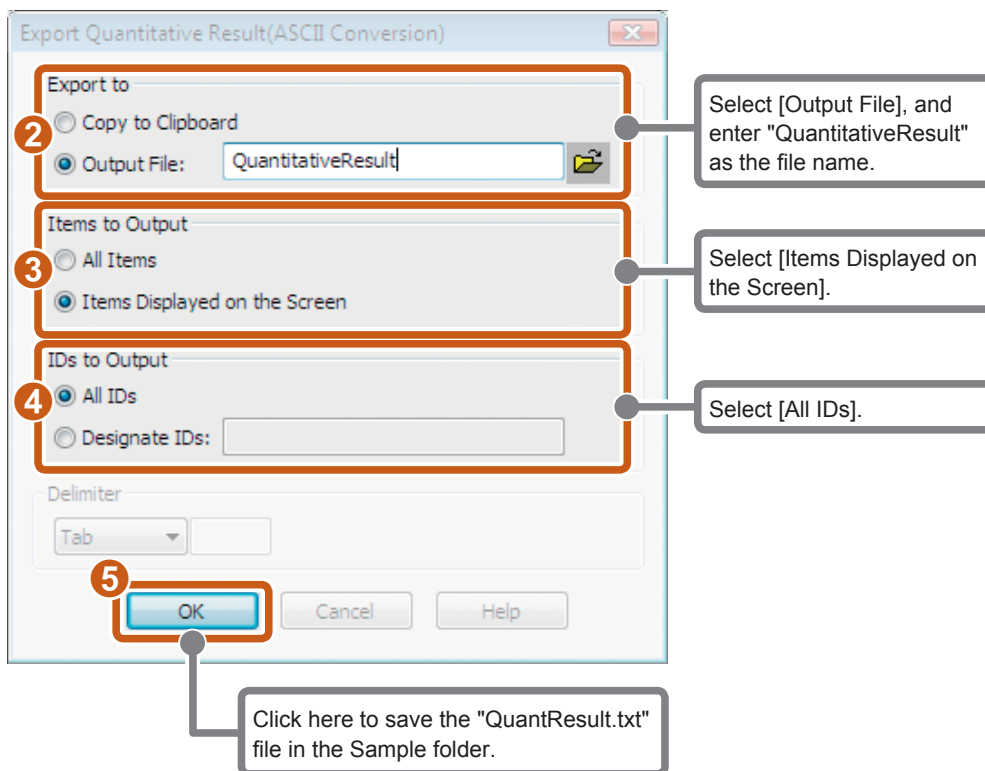 Export Quantitative Result(ASCII Conversion)
Export to
2
Copy to Clipboard
Output File: QuantitativeResult
Select [Output File], and
enter "QuantitativeResult"
as the file name.
Items to Output
3
All Items
Items Displayed on the Screen
Select [Items Displayed on
the Screen].
IDs to Output
4
All IDs
Designate IDs:
Select [All IDs].
Delimiter
Tab
5
OK
Cancel
Help
Click here to save the "QuantResult.txt"
file in the Sample folder.